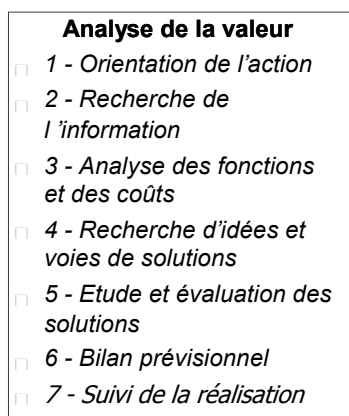 Analyse de la valeur
1 - Orientation de l'action
2 - Recherche de
l 'information
3 - Analyse des fonctions
et des coûts
4 - Recherche d'idées et
voies de solutions
5 - Etude et évaluation des
solutions
6 - Bilan prévisionnel
7 - Suivi de la réalisation